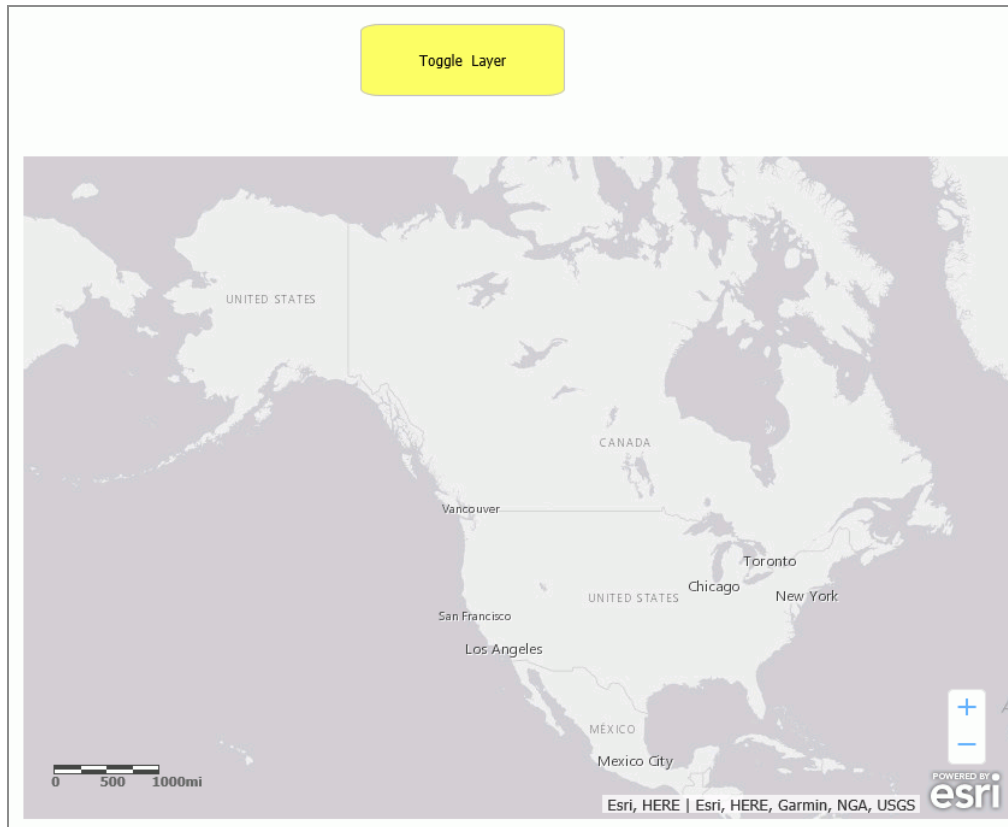 Toggle Layer
UNITED STATES
CANADA
Vancouver
Toronto
Chicago
UNITED STATES
New York
San Francisco
Los Angeles
MÉXICO
Mexico City
+
−
0 500 1000mi
POWERED BY
esri
Esri, HERE | Esri, HERE, Garmin, NGA, USGS